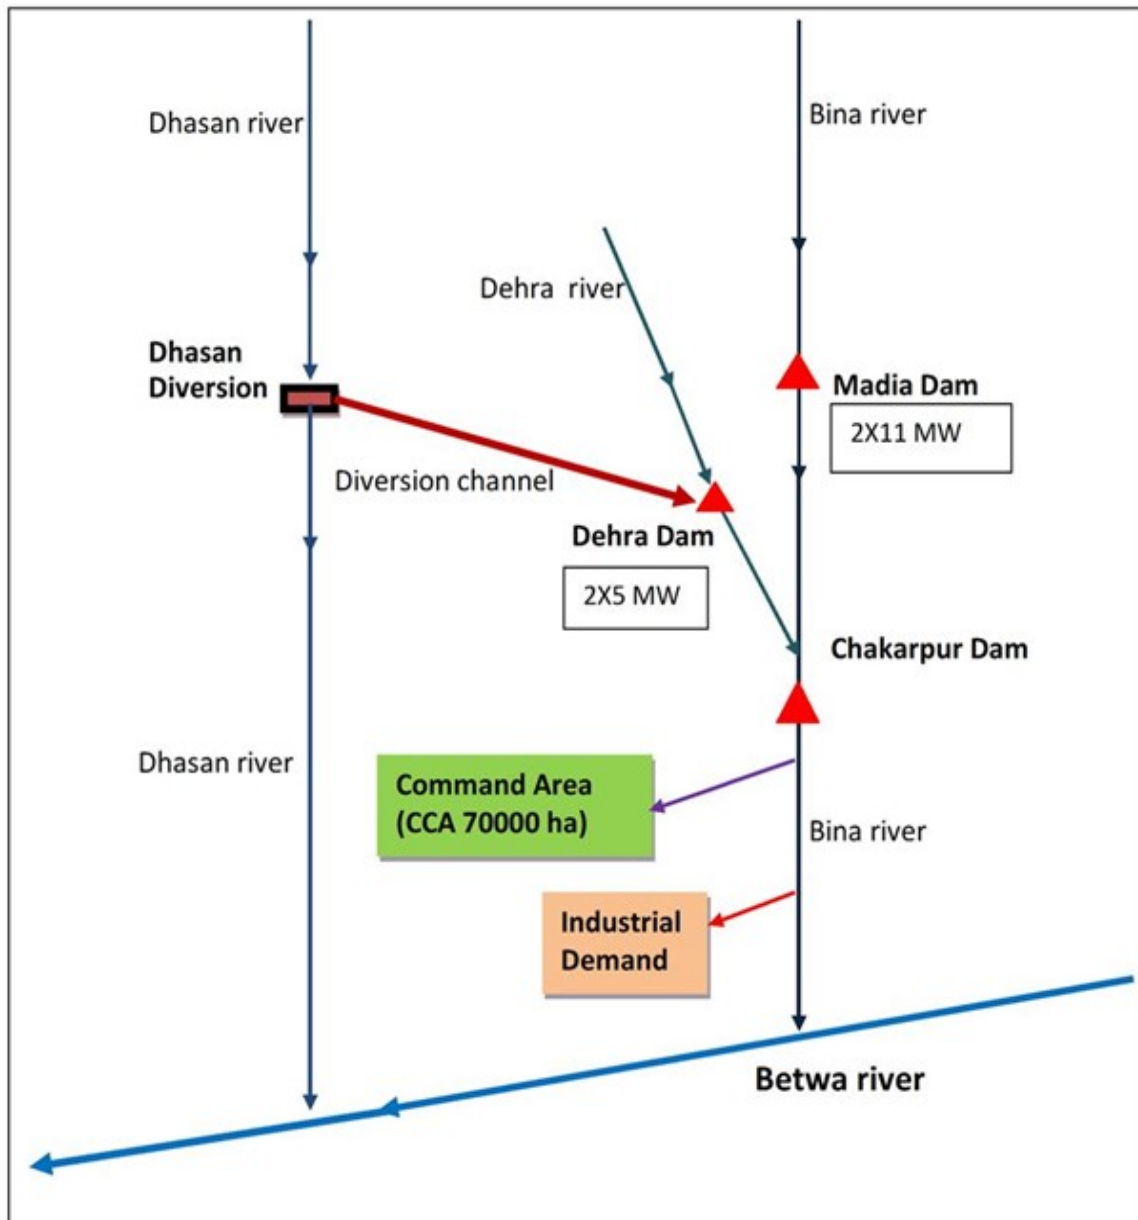 Dhasan river
Bina river
Dehra river
Dhasan
Diversion
Madia Dam
2X11 MW
Diversion channel
Dehra Dam
2X5 MW
Chakarpur Dam
Dhasan river
Command Area
(CCA 70000 ha)
Bina river
Industrial
Demand
Betwa river